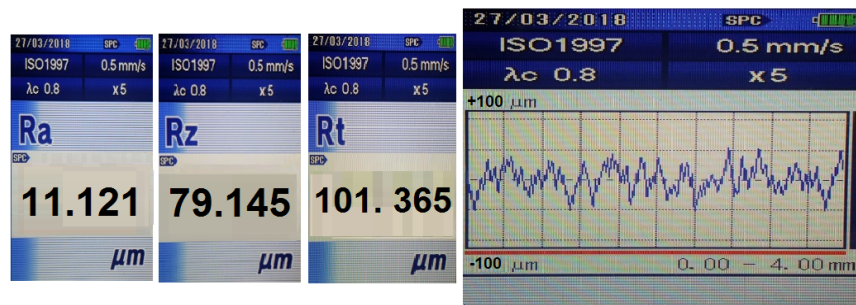 27/03/2018 SPC
ISO1997 0.5 mm/s
λc 0.8 x5
Ra
SPC
11.121
μm
27/03/2018 SPC
ISO1997 0.5 mm/s
λc 0.8 x5
Rz
SPC
79.145
μm
27/03/2018 SPC
ISO1997 0.5 mm/s
λc 0.8 x5
Rt
SPC
101. 365
μm
27/03/2018 SPC
ISO1997 0.5 mm/s
λc 0.8 x5
+100 μm
-100 μm 0.00 - 4.00 mm